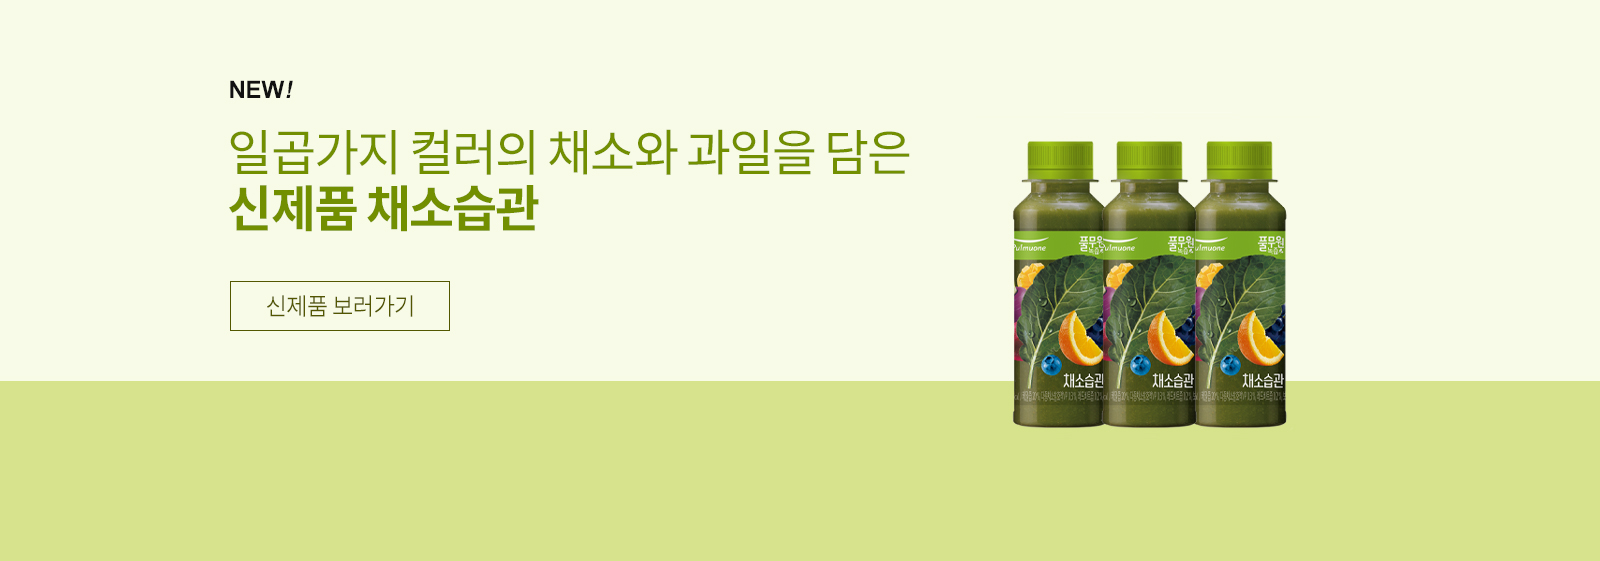 NEW!
일곱가지 컬러의 채소와 과일을 담은
신제품 채소습관
신제품 보러가기
풀무원
풀무원
풀무원
채소습관
채소습관
채소습관